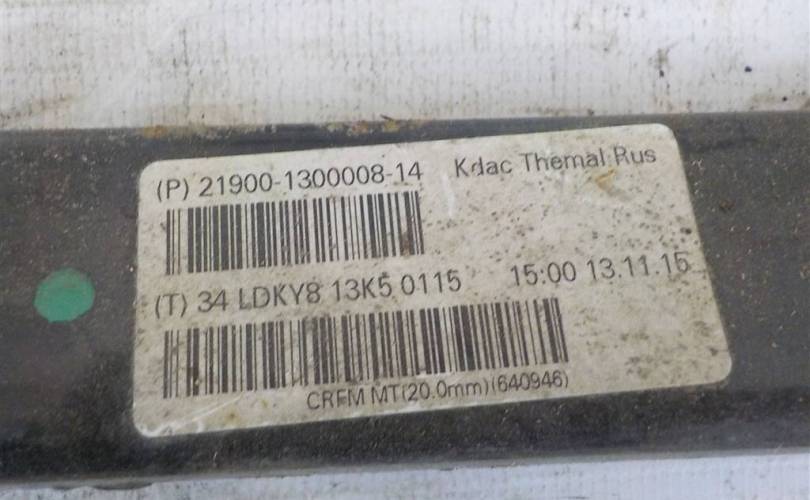 (P) 21900-1300008-14 Kdac Themal Rus
(T) 34 LDKY8 13K5 0115 15:00 13.11.15
CRFM MT(20.0mm)(640946)